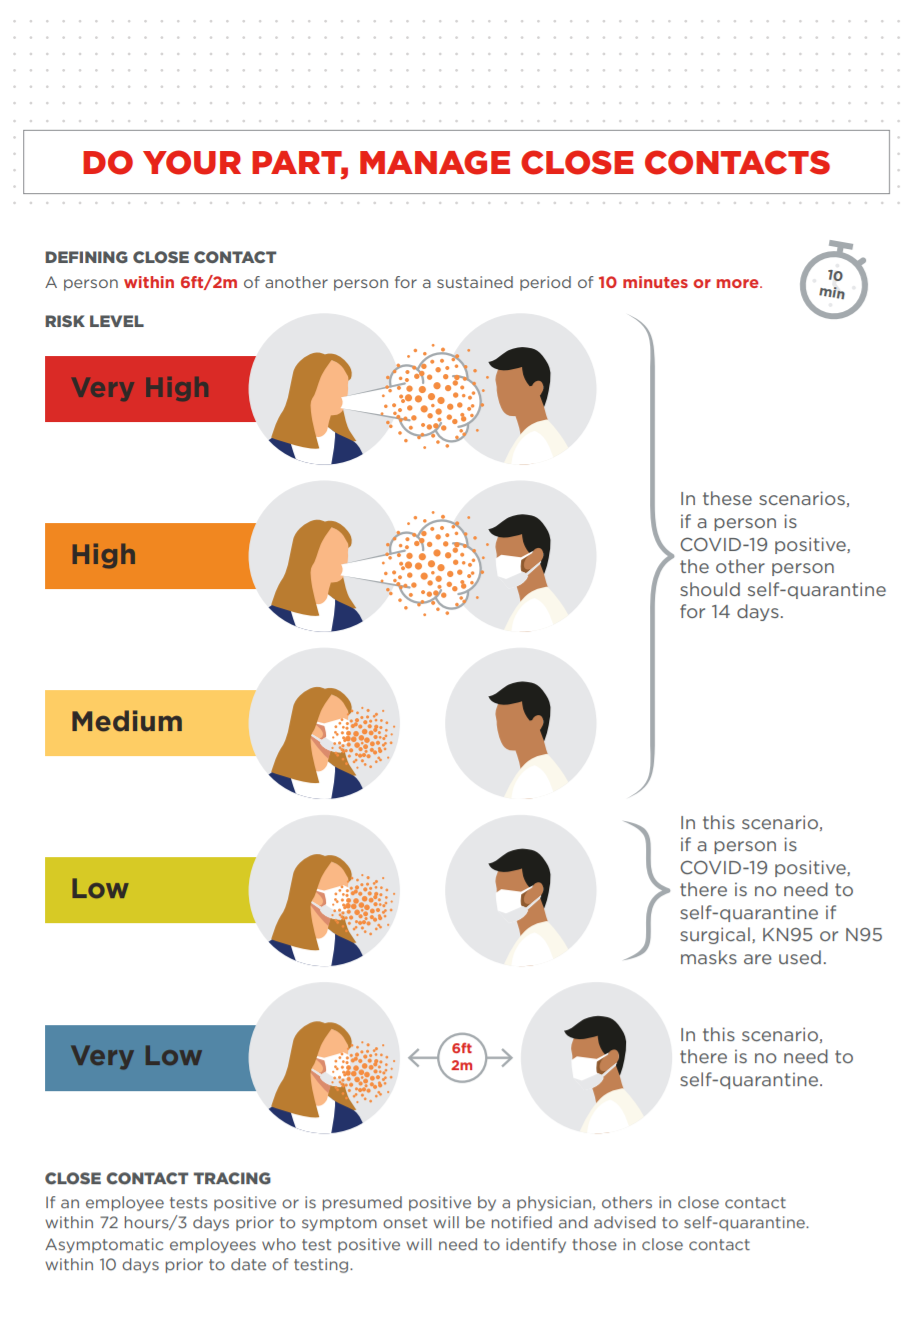 DO YOUR PART, MANAGE CLOSE CONTACTS
DEFINING CLOSE CONTACT
A person within 6ft/2m of another person for a sustained period of 10 minutes or more.
10
min
RISK LEVEL
Very High
High
Medium
In these scenarios,
if a person is
COVID-19 positive,
the other person
should self-quarantine
for 14 days.
Low
In this scenario,
if a person is
COVID-19 positive,
there is no need to
self-quarantine if
surgical, KN95 or N95
masks are used.
Very Low
6ft
2m
In this scenario,
there is no need to
self-quarantine.
CLOSE CONTACT TRACING
If an employee tests positive or is presumed positive by a physician, others in close contact
within 72 hours/3 days prior to symptom onset will be notified and advised to self-quarantine.
Asymptomatic employees who test positive will need to identify those in close contact
within 10 days prior to date of testing.